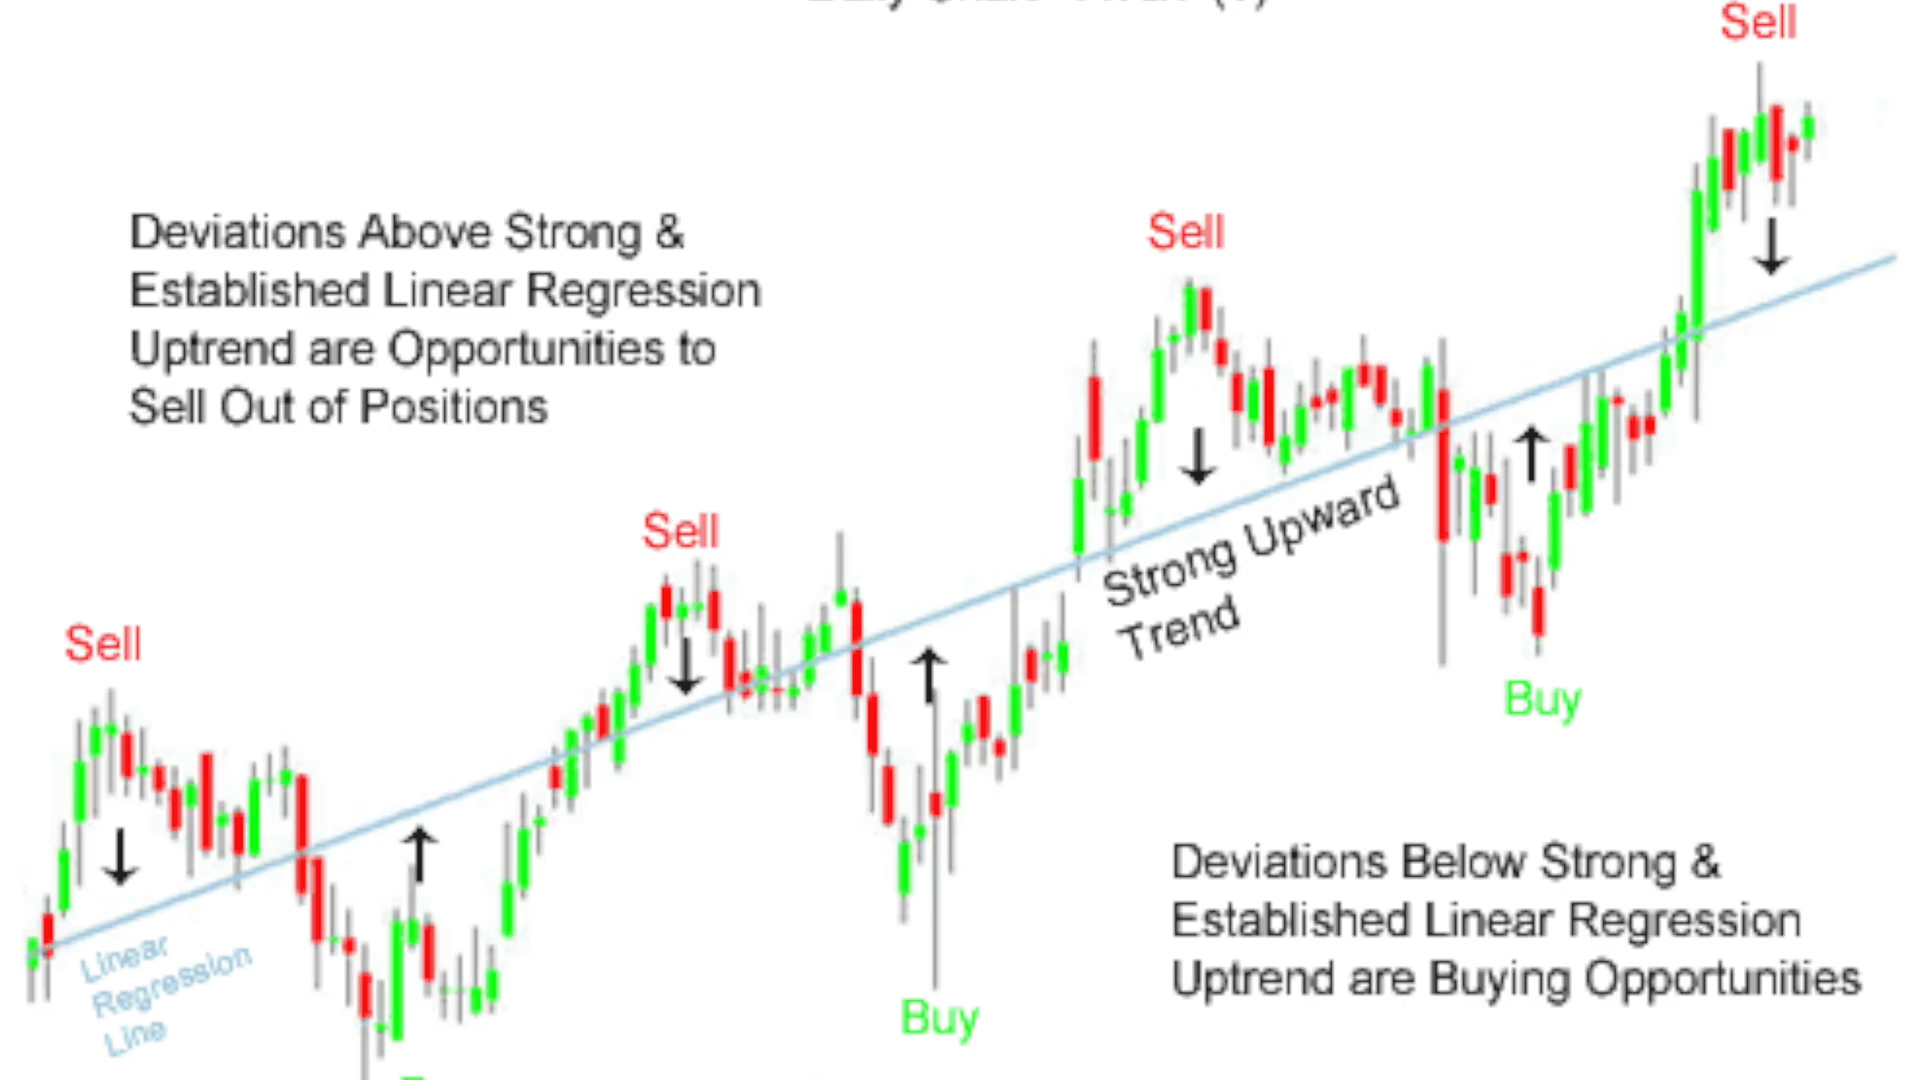 Sell
Deviations Above Strong &
Established Linear Regression
Uptrend are Opportunities to
Sell Out of Positions
Sell
Sell
Sell
Strong Upward
Trend
Buy
Deviations Below Strong &
Established Linear Regression
Uptrend are Buying Opportunities
Linear
Regression
Line
Buy